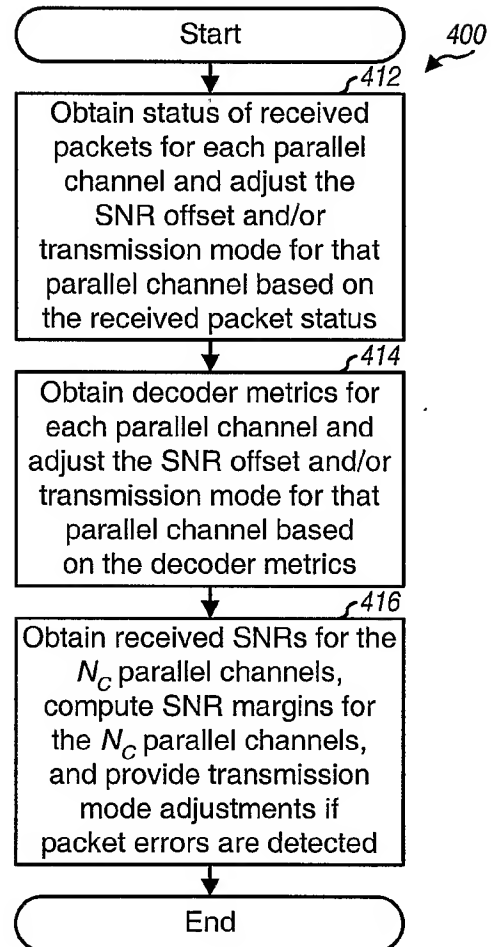 Start
400
412
Obtain status of received
packets for each parallel
channel and adjust the
SNR offset and/or
transmission mode for that
parallel channel based on
the received packet status
414
Obtain decoder metrics for
each parallel channel and
adjust the SNR offset and/or
transmission mode for that
parallel channel based
on the decoder metrics
416
Obtain received SNRs for the
N_C parallel channels,
compute SNR margins for
the N_C parallel channels,
and provide transmission
mode adjustments if
packet errors are detected
End